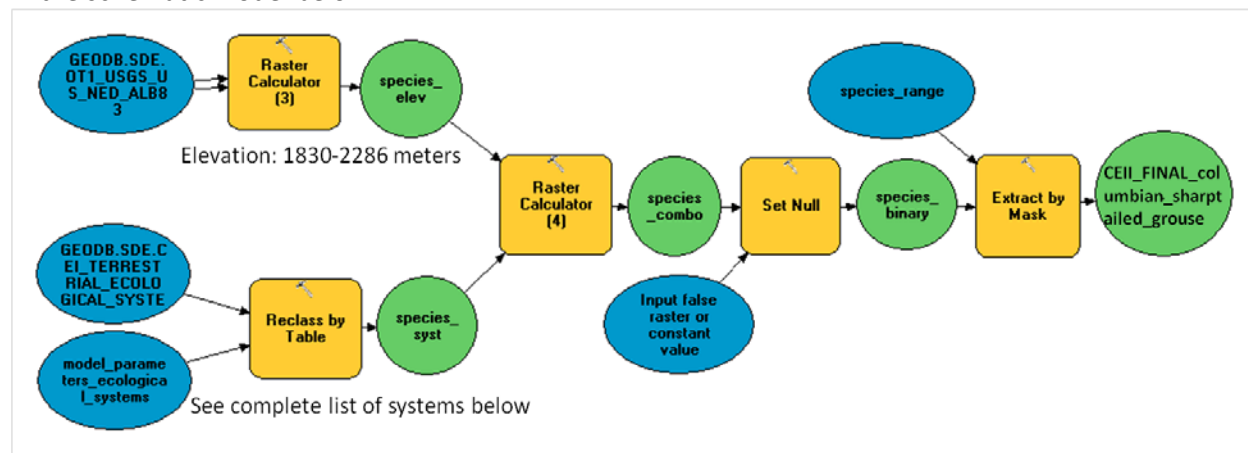 GEODB.SDE.
OT1_USGS_U
S_NED_ALB8
3
Raster
Calculator
(3)
species_
elev
Elevation: 1830-2286 meters
GEODB.SDE.C
EI_TERREST
RIAL_ECOLO
GICAL_SYSTE
model_parame
ters_ecologica
l_systems
Reclass by
Table
species_
syst
See complete list of systems below
Raster
Calculator
(4)
species
_combo
Set Null
Input false
raster or
constant
value
species_
binary
species_range
Extract by
Mask
CEII_FINAL_col
umbian_sharpt
ailed_grouse